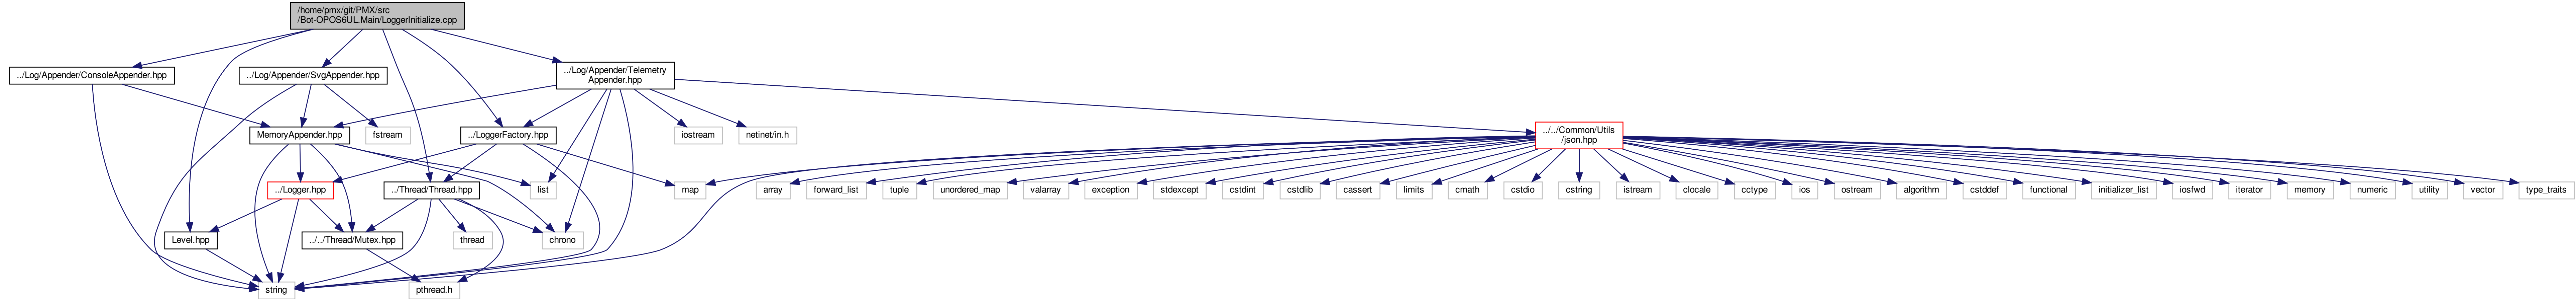 /home/pmx/git/PMX/src
/Bot-OPOS6UL.Main/LoggerInitialize.cpp
../Log/Appender/ConsoleAppender.hpp
../Log/Appender/SvgAppender.hpp
../Log/Appender/Telemetry
Appender.hpp
MemoryAppender.hpp
fstream
../LoggerFactory.hpp
iostream
netinet/in.h
../../Common/Utils
/json.hpp
../Logger.hpp
../Thread/Thread.hpp
list
map
array
forward_list
tuple
unordered_map
valarray
exception
stdexcept
cstdint
cstdlib
cassert
limits
cmath
cstdio
cstring
istream
clocale
cctype
ios
ostream
algorithm
cstddef
functional
initializer_list
iosfwd
iterator
memory
numeric
utility
vector
type_traits
Level.hpp
../../Thread/Mutex.hpp
thread
chrono
string
pthread.h